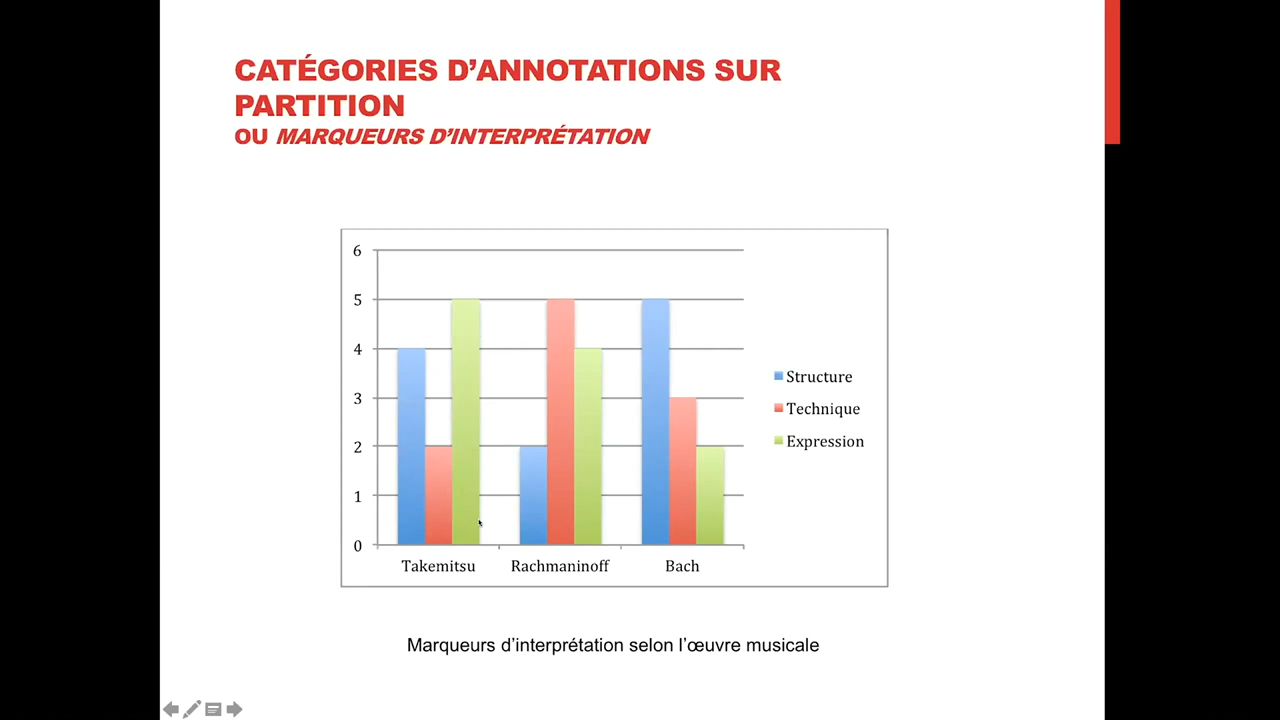 CATÉGORIES D'ANNOTATIONS SUR
PARTITION
OU MARQUEURS D'INTERPRÉTATION
6
5
4
3
2
1
0
Takemitsu
Rachmaninoff
Bach
Structure
Technique
Expression
Marqueurs d'interprétation selon l'œuvre musicale